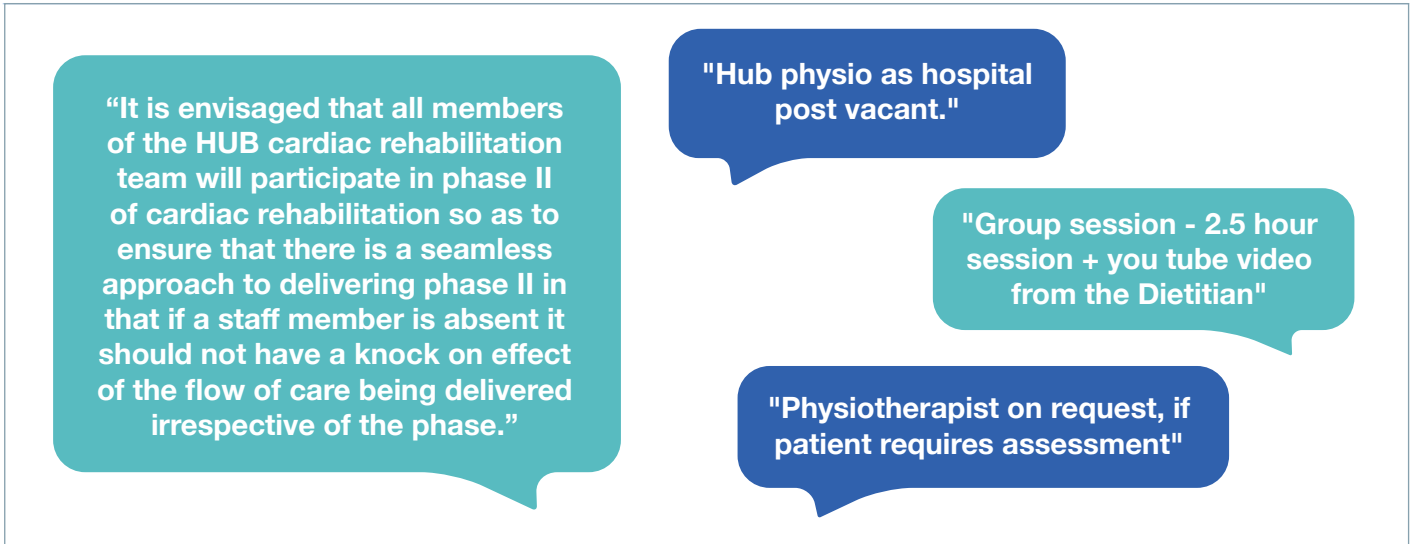 “It is envisaged that all members
of the HUB cardiac rehabilitation
team will participate in phase II
of cardiac rehabilitation so as to
ensure that there is a seamless
approach to delivering phase II in
that if a staff member is absent it
should not have a knock on effect
of the flow of care being delivered
irrespective of the phase.”
"Hub physio as hospital
post vacant."
"Group session - 2.5 hour
session + you tube video
from the Dietitian"
"Physiotherapist on request, if
patient requires assessment"